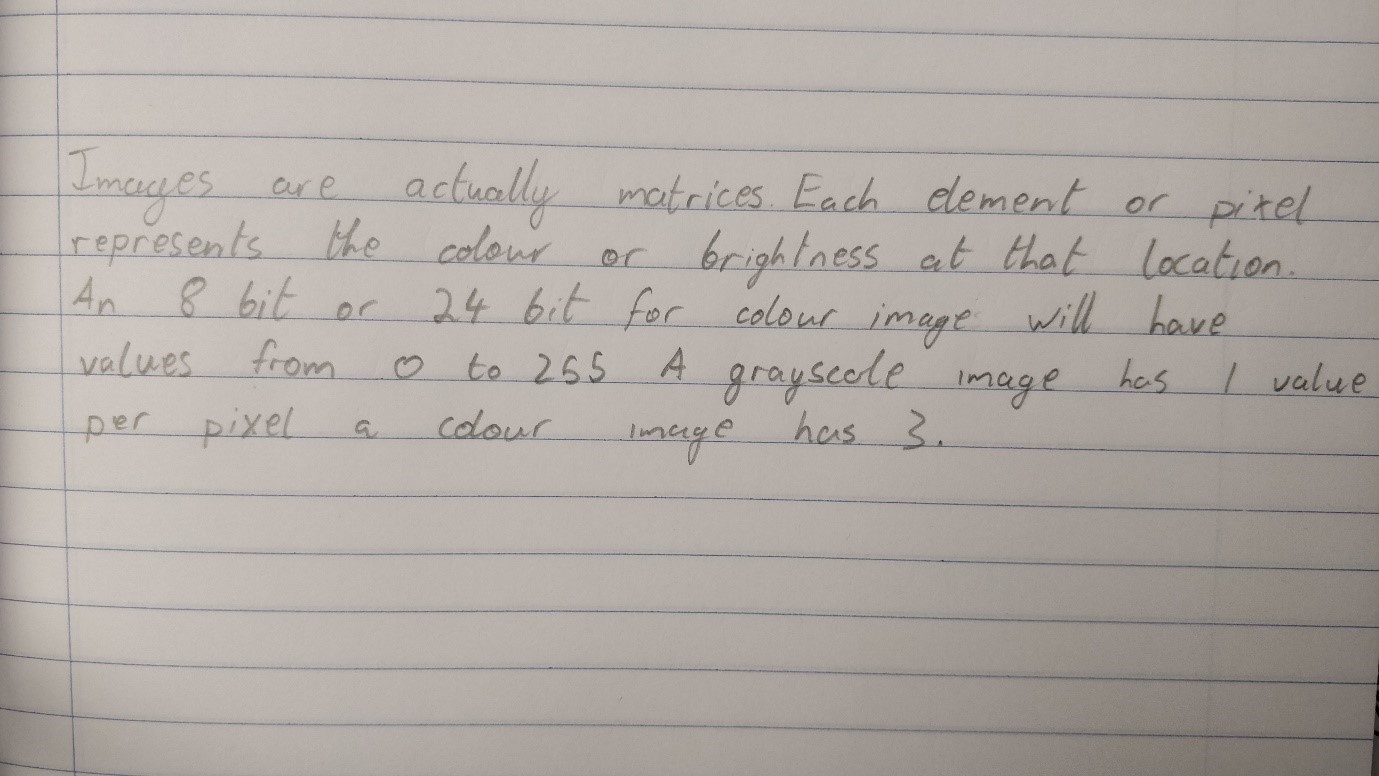 Images are actually matrices. Each element or pixel
represents the colour or brightness at that location.
An 8 bit or 24 bit for colour image will have
values from 0 to 255 A grayscale image has 1 value
per pixel a colour image has 3.